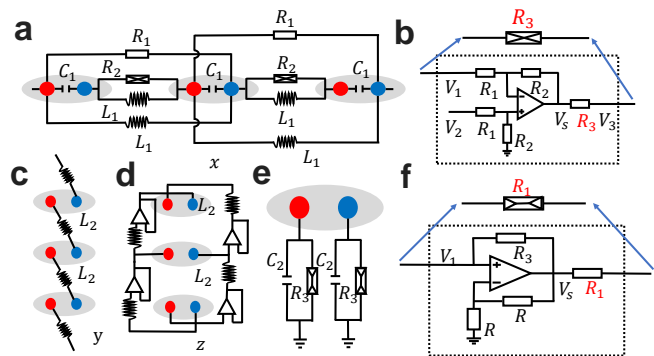 a
R₁
R₁
C₁
R₂
C₁
R₂
C₁
L₁
L₁
L₁
L₁
x
b
R₃
V₁
R₁
R₂
V₂
R₁
R₂
Vₛ
R₃
V₃
c
L₂
L₂
y
d
L₂
L₂
z
e
C₂
R₃
C₂
R₃
f
R₁
V₁
R₃
R
R
Vₛ
R₁